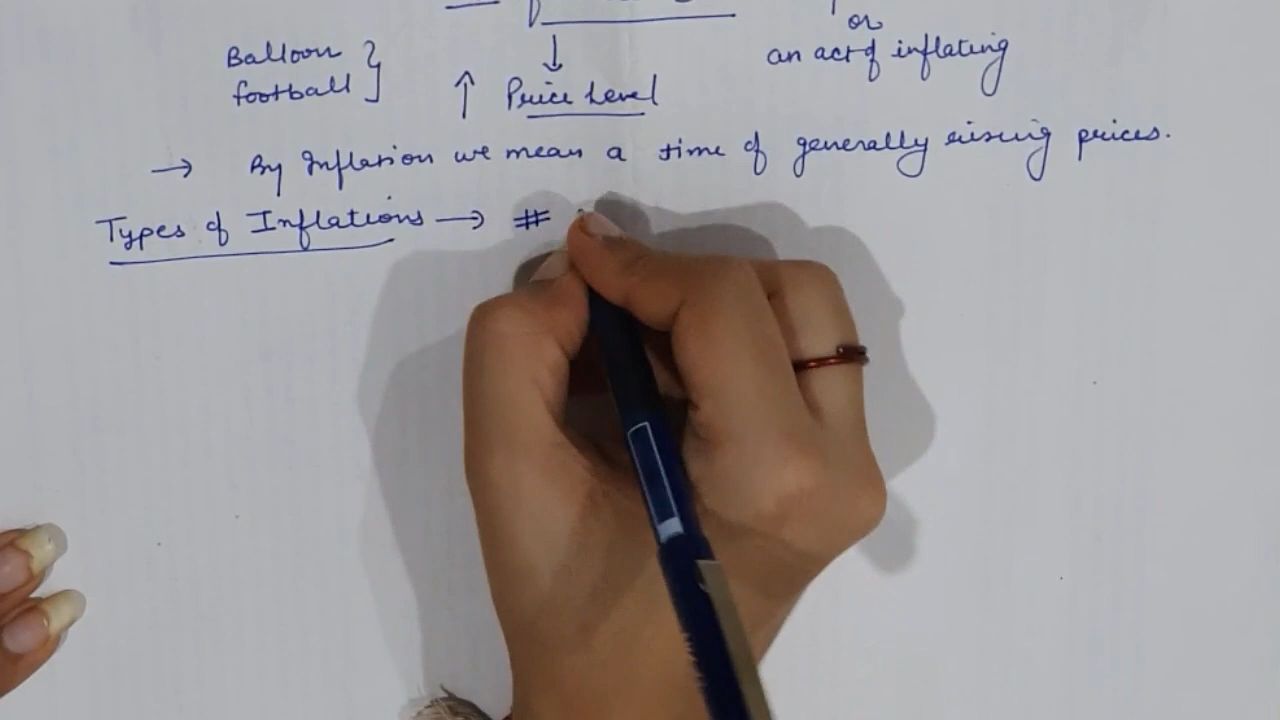 or
Balloon
football
an act of inflating
↑ Price Level
→ By Inflation we mean a time of generally rising prices.
Types of Inflations → #